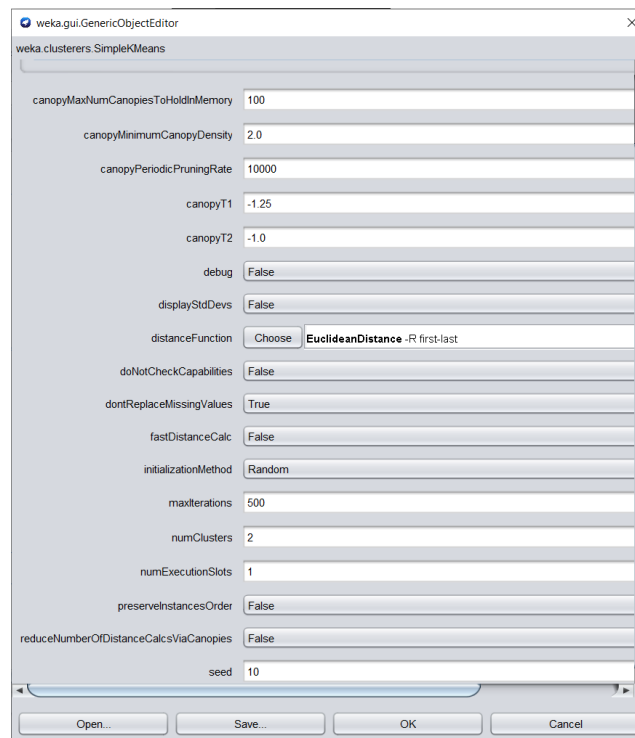 weka.gui.GenericObjectEditor
weka.clusterers.SimpleKMeans
canopyMaxNumCanopiesToHoldInMemory 100
canopyMinimumCanopyDensity 2.0
canopyPeriodicPruningRate 10000
canopyT1 -1.25
canopyT2 -1.0
debug False
displayStdDevs False
distanceFunction Choose EuclideanDistance -R first-last
doNotCheckCapabilities False
dontReplaceMissingValues True
fastDistanceCalc False
initializationMethod Random
maxIterations 500
numClusters 2
numExecutionSlots 1
preserveInstancesOrder False
reduceNumberOfDistanceCalcsViaCanopies False
seed 10
Open... Save... OK Cancel